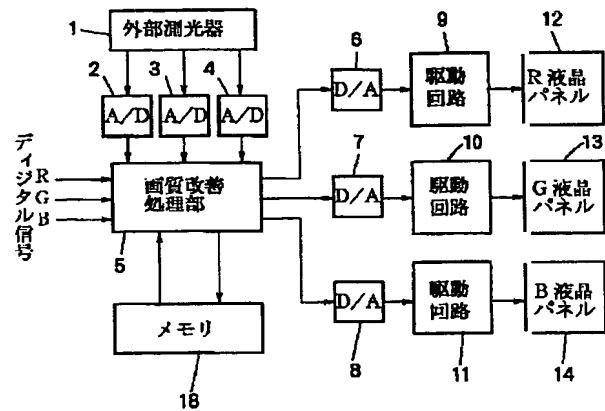 1
外部測光器
2
3
4
A/D
A/D
A/D
ディジタル信号
R
G
B
画質改善
処理部
5
メモリ
18
6
D/A
7
D/A
8
D/A
9
駆動
回路
10
駆動
回路
11
駆動
回路
12
R液晶
パネル
13
G液晶
パネル
14
B液晶
パネル